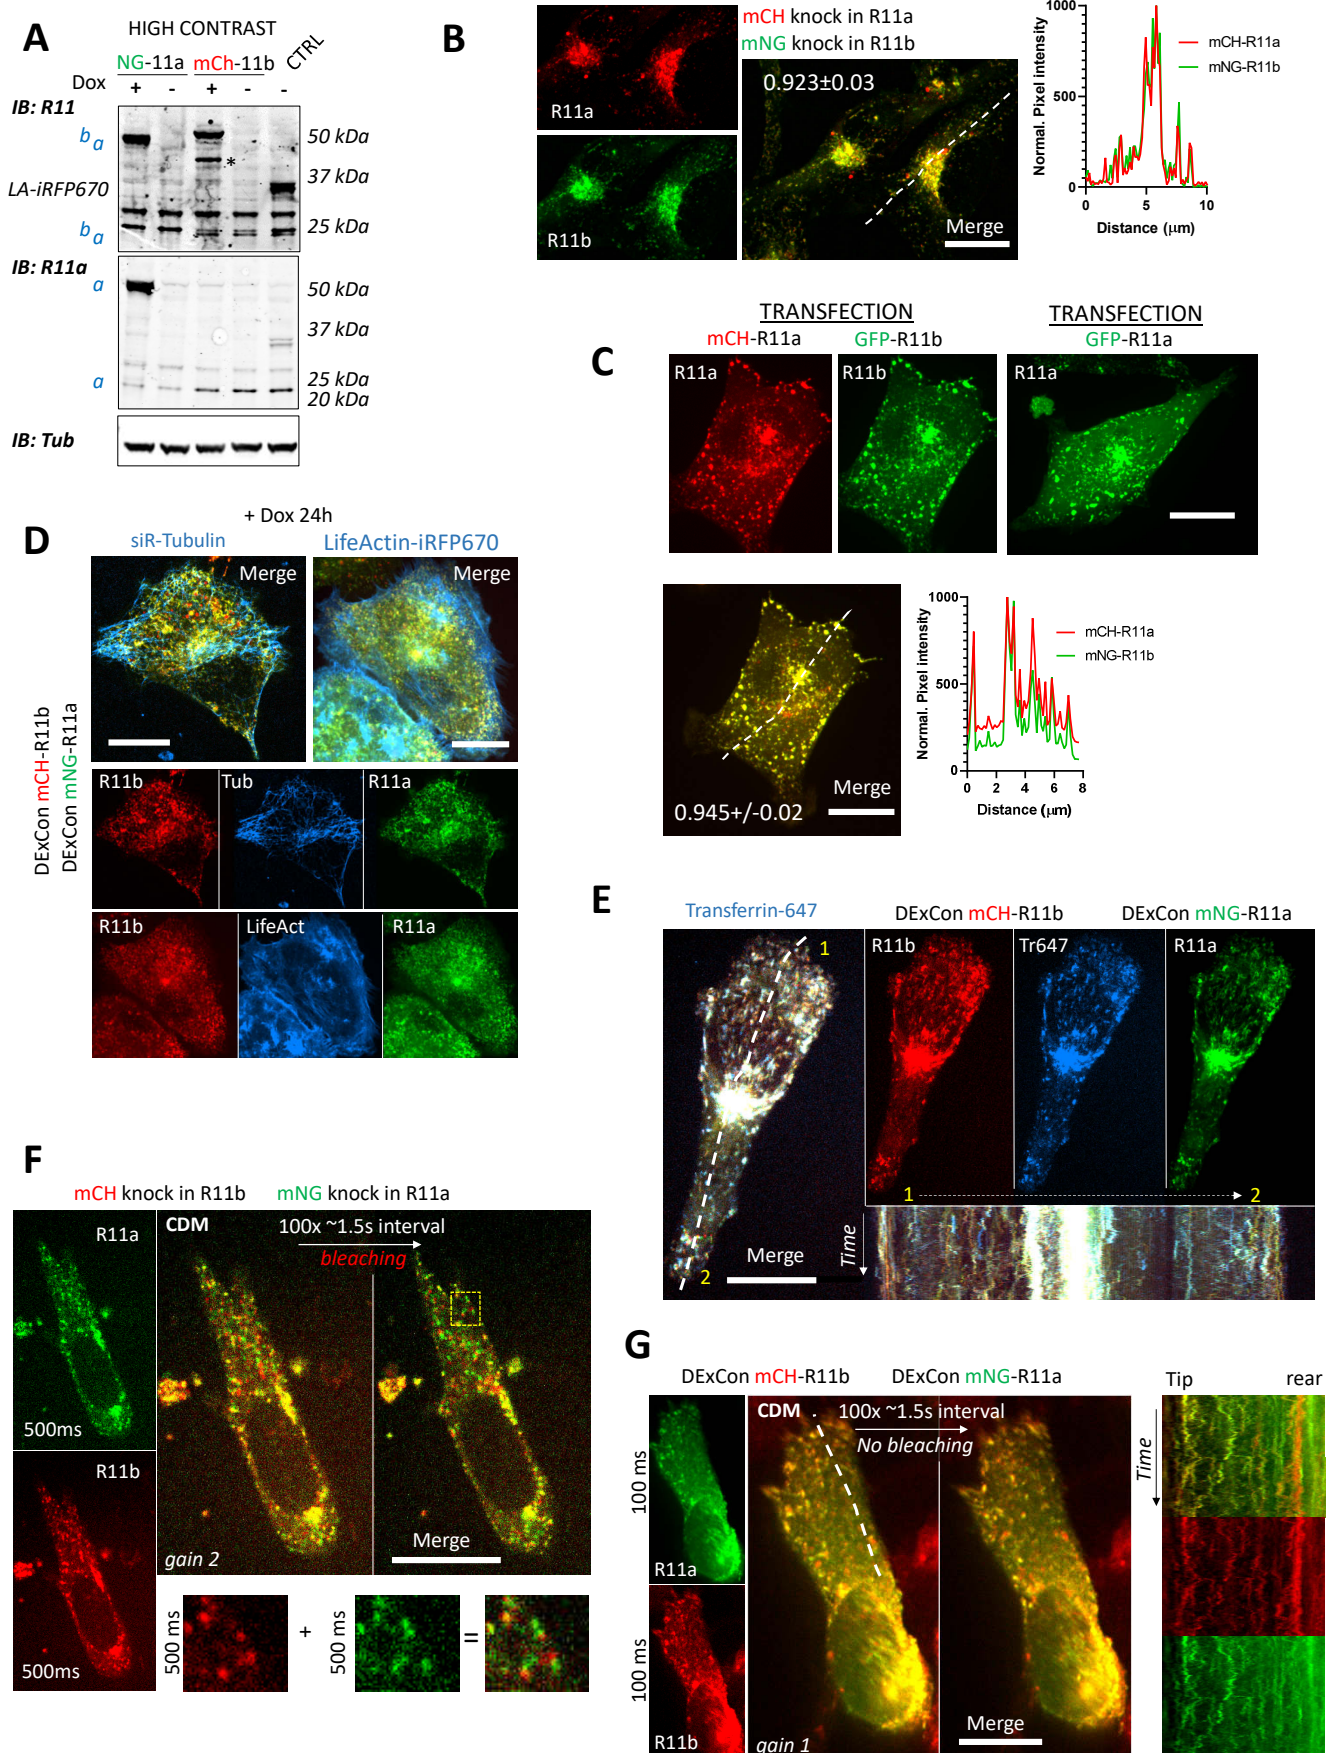 A
HIGH CONTRAST
NG-11a mCh-11b CTRL
Dox + - + - -
IB: R11
b a
50 kDa
37 kDa
LA-iRFP670
*
b a
25 kDa
IB: R11a
a
50 kDa
37 kDa
a
25 kDa
20 kDa
IB: Tub
B
mCH knock in R11a
mNG knock in R11b
R11a
R11b
0.923±0.03
Merge
Normal. Pixel intensity
1000
500
0
0 5 10
Distance (μm)
mCH-R11a
mNG-R11b
C
TRANSFECTION
mCH-R11a GFP-R11b
R11a
R11b
TRANSFECTION
GFP-R11a
R11a
0.945+/-0.02
Merge
Normal. Pixel intensity
1000
500
0
0 2 4 6 8
Distance (μm)
mCH-R11a
mNG-R11b
D
+ Dox 24h
siR-Tubulin
LifeActin-iRFP670
Merge
Merge
DExCon mCH-R11b
DExCon mNG-R11a
R11b
Tub
R11a
R11b
LifeAct
R11a
E
Transferrin-647
DExCon mCH-R11b
DExCon mNG-R11a
1
2
Merge
R11b
Tr647
R11a
1
2
Time
F
mCH knock in R11b
mNG knock in R11a
R11a
500ms
R11b
500ms
CDM
100x ~1.5s interval
bleaching
gain 2
Merge
500 ms
+
500 ms
=
G
DExCon mCH-R11b
DExCon mNG-R11a
100 ms
R11a
100 ms
R11b
CDM
100x ~1.5s interval
No bleaching
gain 1
Merge
Tip rear
Time